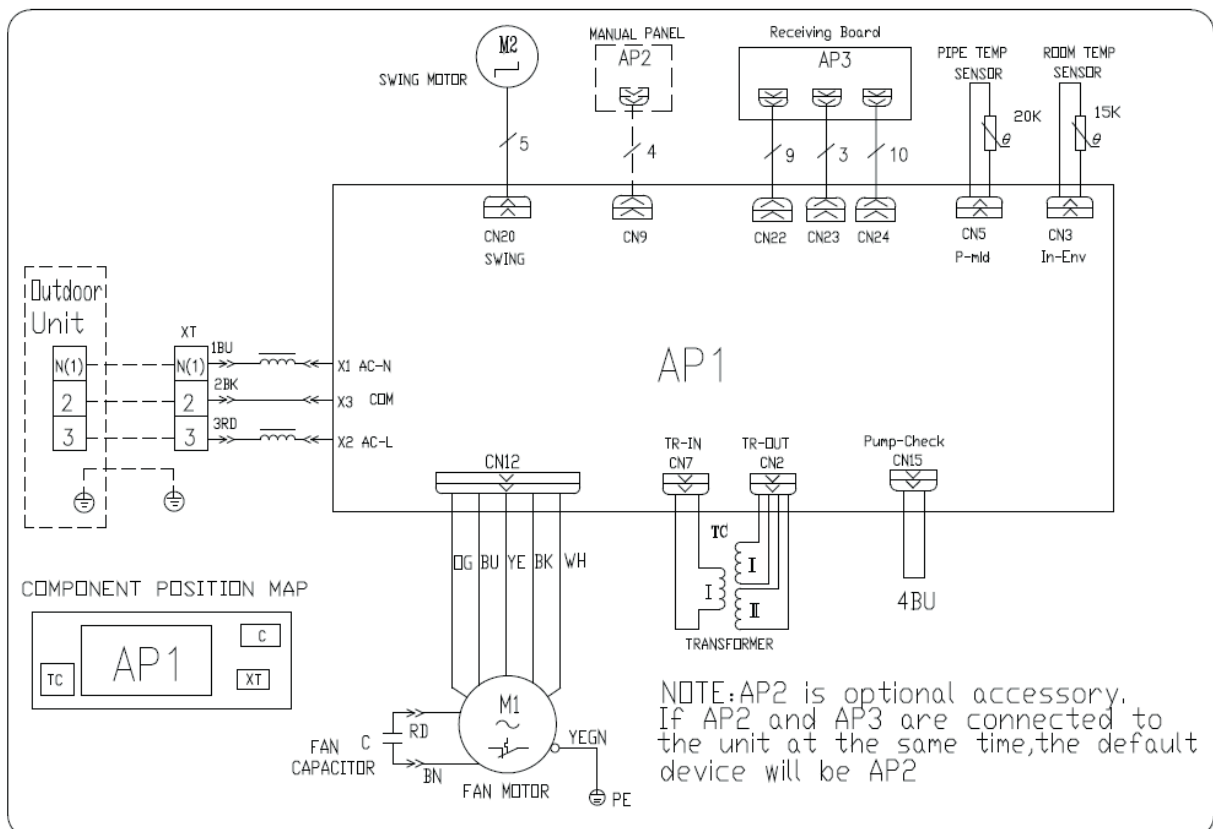 M2
SWING MOTOR
5
MANUAL PANEL
AP2
4
Receiving Board
AP3
9
3
10
PIPE TEMP
SENSOR
20K
θ
ROOM TEMP
SENSOR
15K
θ
CN20
SWING
CN9
CN22
CN23
CN24
CN5
P-mld
CN3
In-Env
Outdoor
Unit
N(1)
2
3
XT
N(1)
2
3
1BU
2BK
3RD
X1 AC-N
X3 COM
X2 AC-L
AP1
CN12
TR-IN
CN7
TR-OUT
CN2
Pump-Check
CN15
OG
BU
YE
BK
WH
TC
I
I
II
TRANSFORMER
4BU
COMPONENT POSITION MAP
TC
AP1
C
XT
M1
FAN
CAPACITOR
C
RD
BN
FAN MOTOR
YEGN
PE
NOTE:AP2 is optional accessory.
If AP2 and AP3 are connected to
the unit at the same time,the default
device will be AP2